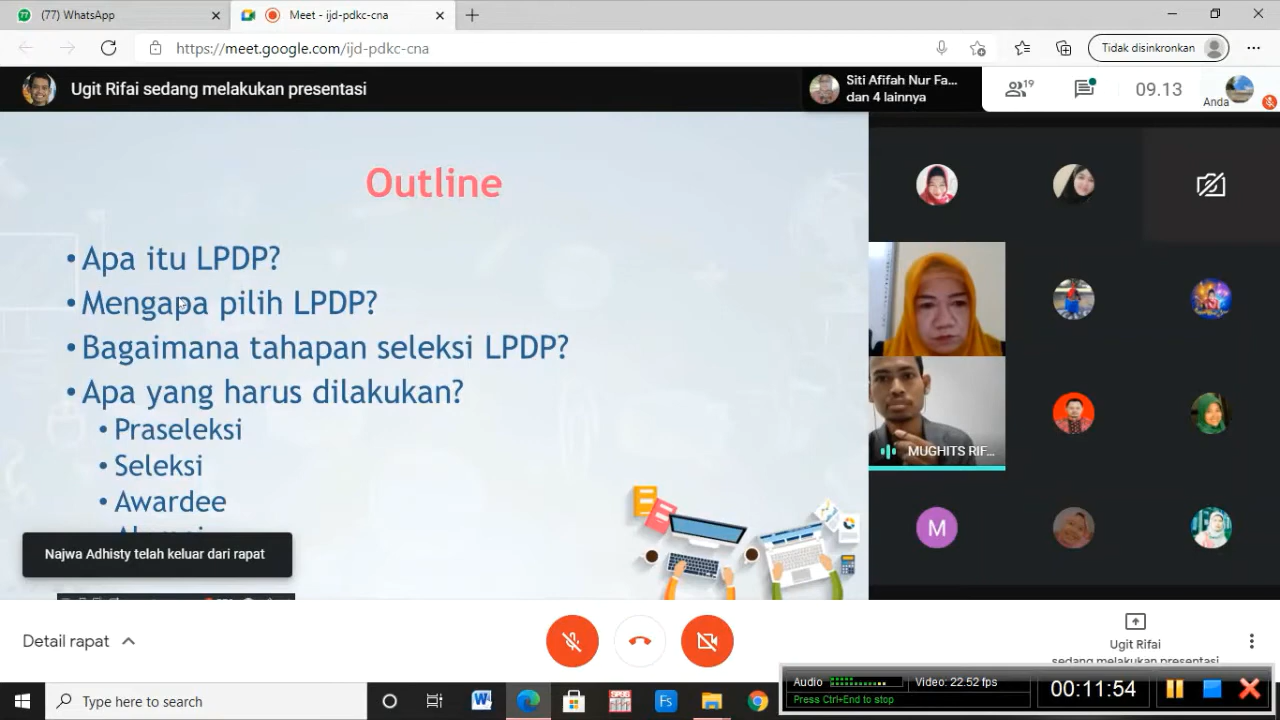 (77) WhatsApp
Meet - ijd-pdkc-cna
https://meet.google.com/ijd-pdkc-cna
Tidak disinkronkan
Ugit Rifai sedang melakukan presentasi
Siti Afifah Nur Fa...
dan 4 lainnya
19
09.13
Anda
Outline
• Apa itu LPDP?
• Mengapa pilih LPDP?
• Bagaimana tahapan seleksi LPDP?
• Apa yang harus dilakukan?
• Praseleksi
• Seleksi
• Awardee
Najwa Adhisty telah keluar dari rapat
MUGHITS RIF...
M
Detail rapat
Ugit Rifai
sedang melakukan presentasi
Audio
Video: 22.52 fps
Press Ctrl+End to stop
00:11:54
Type here to search
W
Fs